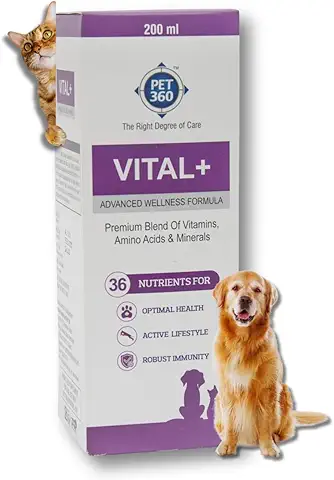 200 ml
PET
360
™
The Right Degree of Care
VITAL+
ADVANCED WELLNESS FORMULA
Premium Blend Of Vitamins,
Amino Acids & Minerals
36 NUTRIENTS FOR
OPTIMAL HEALTH
ACTIVE LIFESTYLE
ROBUST IMMUNITY